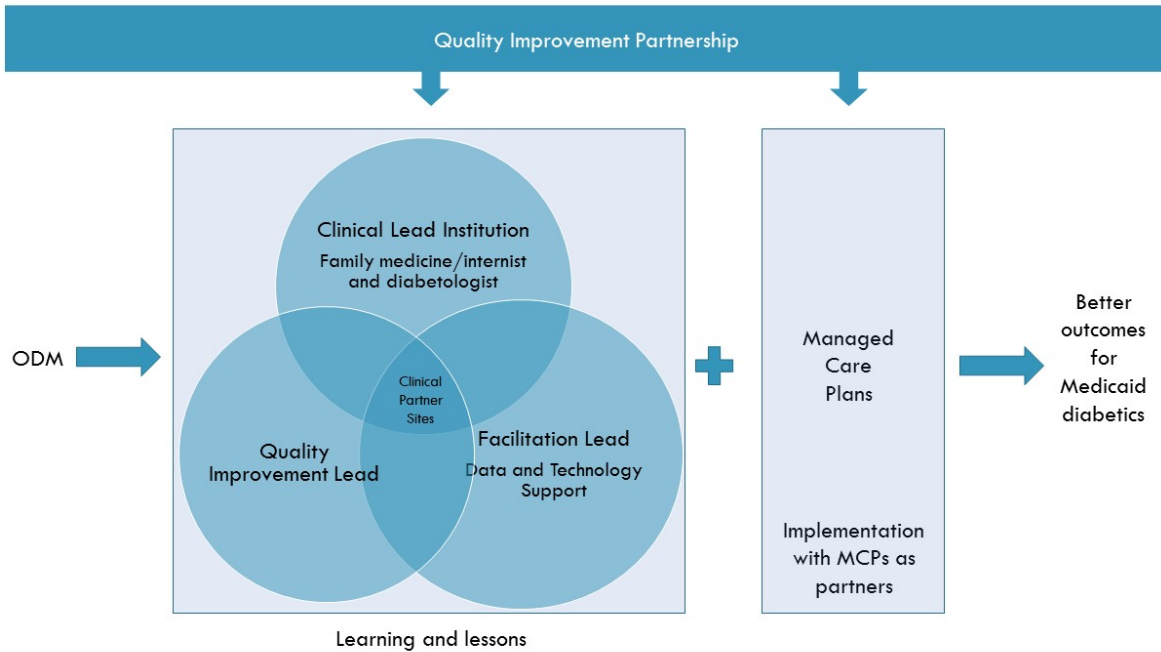 Quality Improvement Partnership
ODM
Clinical Lead Institution
Family medicine/internist
and diabetologist
Clinical
Partner
Sites
Quality
Improvement Lead
Facilitation Lead
Data and Technology
Support
Learning and lessons
Managed
Care
Plans
Implementation
with MCPs as
partners
Better
outcomes
for
Medicaid
diabetics